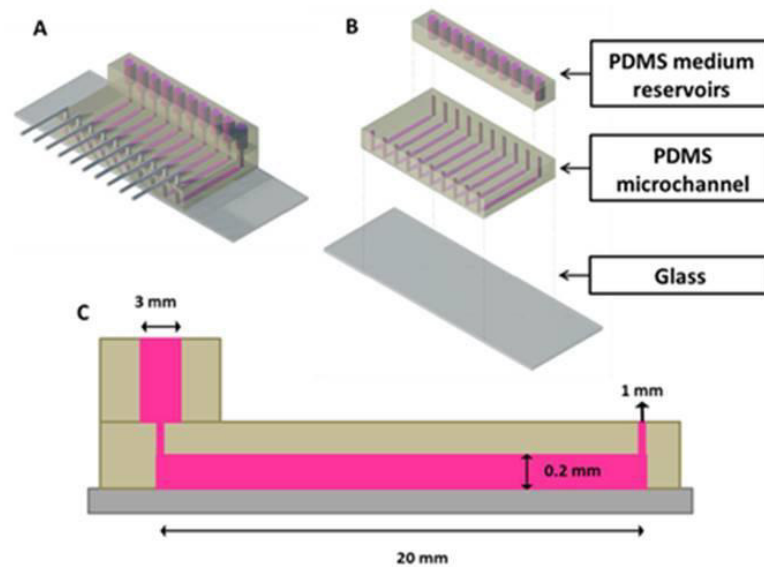 A
B
PDMS medium
reservoirs
PDMS
microchannel
Glass
C
3 mm
1 mm
0.2 mm
20 mm